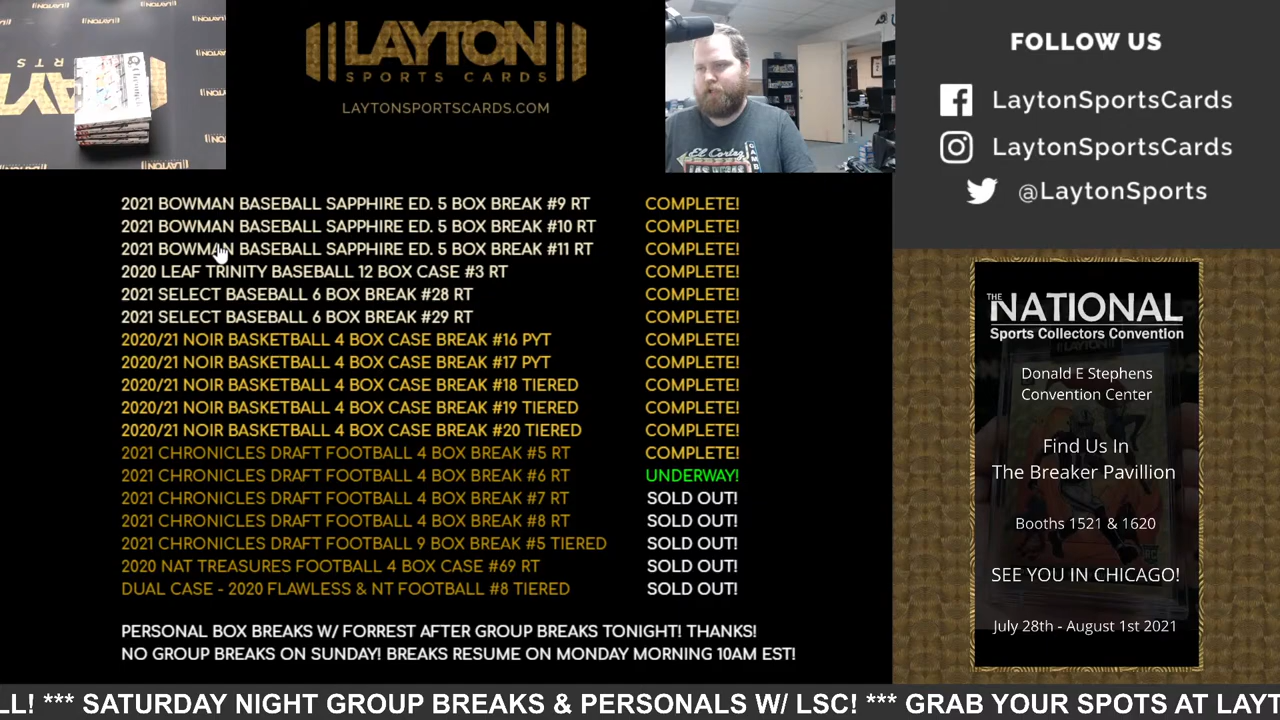 LAYTON
SPORTS CARDS
LAYTONSPORTSCARDS.COM
El Cortez
FOLLOW US
LaytonSportsCards
LaytonSportsCards
@LaytonSports
2021 BOWMAN BASEBALL SAPPHIRE ED. 5 BOX BREAK #9 RT COMPLETE!
2021 BOWMAN BASEBALL SAPPHIRE ED. 5 BOX BREAK #10 RT COMPLETE!
2021 BOWMAN BASEBALL SAPPHIRE ED. 5 BOX BREAK #11 RT COMPLETE!
2020 LEAF TRINITY BASEBALL 12 BOX CASE #3 RT COMPLETE!
2021 SELECT BASEBALL 6 BOX BREAK #28 RT COMPLETE!
2021 SELECT BASEBALL 6 BOX BREAK #29 RT COMPLETE!
2020/21 NOIR BASKETBALL 4 BOX CASE BREAK #16 PYT COMPLETE!
2020/21 NOIR BASKETBALL 4 BOX CASE BREAK #17 PYT COMPLETE!
2020/21 NOIR BASKETBALL 4 BOX CASE BREAK #18 TIERED COMPLETE!
2020/21 NOIR BASKETBALL 4 BOX CASE BREAK #19 TIERED COMPLETE!
2020/21 NOIR BASKETBALL 4 BOX CASE BREAK #20 TIERED COMPLETE!
2021 CHRONICLES DRAFT FOOTBALL 4 BOX BREAK #5 RT COMPLETE!
2021 CHRONICLES DRAFT FOOTBALL 4 BOX BREAK #6 RT UNDERWAY!
2021 CHRONICLES DRAFT FOOTBALL 4 BOX BREAK #7 RT SOLD OUT!
2021 CHRONICLES DRAFT FOOTBALL 4 BOX BREAK #8 RT SOLD OUT!
2021 CHRONICLES DRAFT FOOTBALL 9 BOX BREAK #5 TIERED SOLD OUT!
2020 NAT TREASURES FOOTBALL 4 BOX CASE #69 RT SOLD OUT!
DUAL CASE - 2020 FLAWLESS & NT FOOTBALL #8 TIERED SOLD OUT!
PERSONAL BOX BREAKS W/ FORREST AFTER GROUP BREAKS TONIGHT! THANKS!
NO GROUP BREAKS ON SUNDAY! BREAKS RESUME ON MONDAY MORNING 10AM EST!
THE NATIONAL
Sports Collectors Convention
Donald E Stephens
Convention Center
Find Us In
The Breaker Pavillion
Booths 1521 & 1620
SEE YOU IN CHICAGO!
July 28th - August 1st 2021
LL! *** SATURDAY NIGHT GROUP BREAKS & PERSONALS W/ LSC! *** GRAB YOUR SPOTS AT LAYT